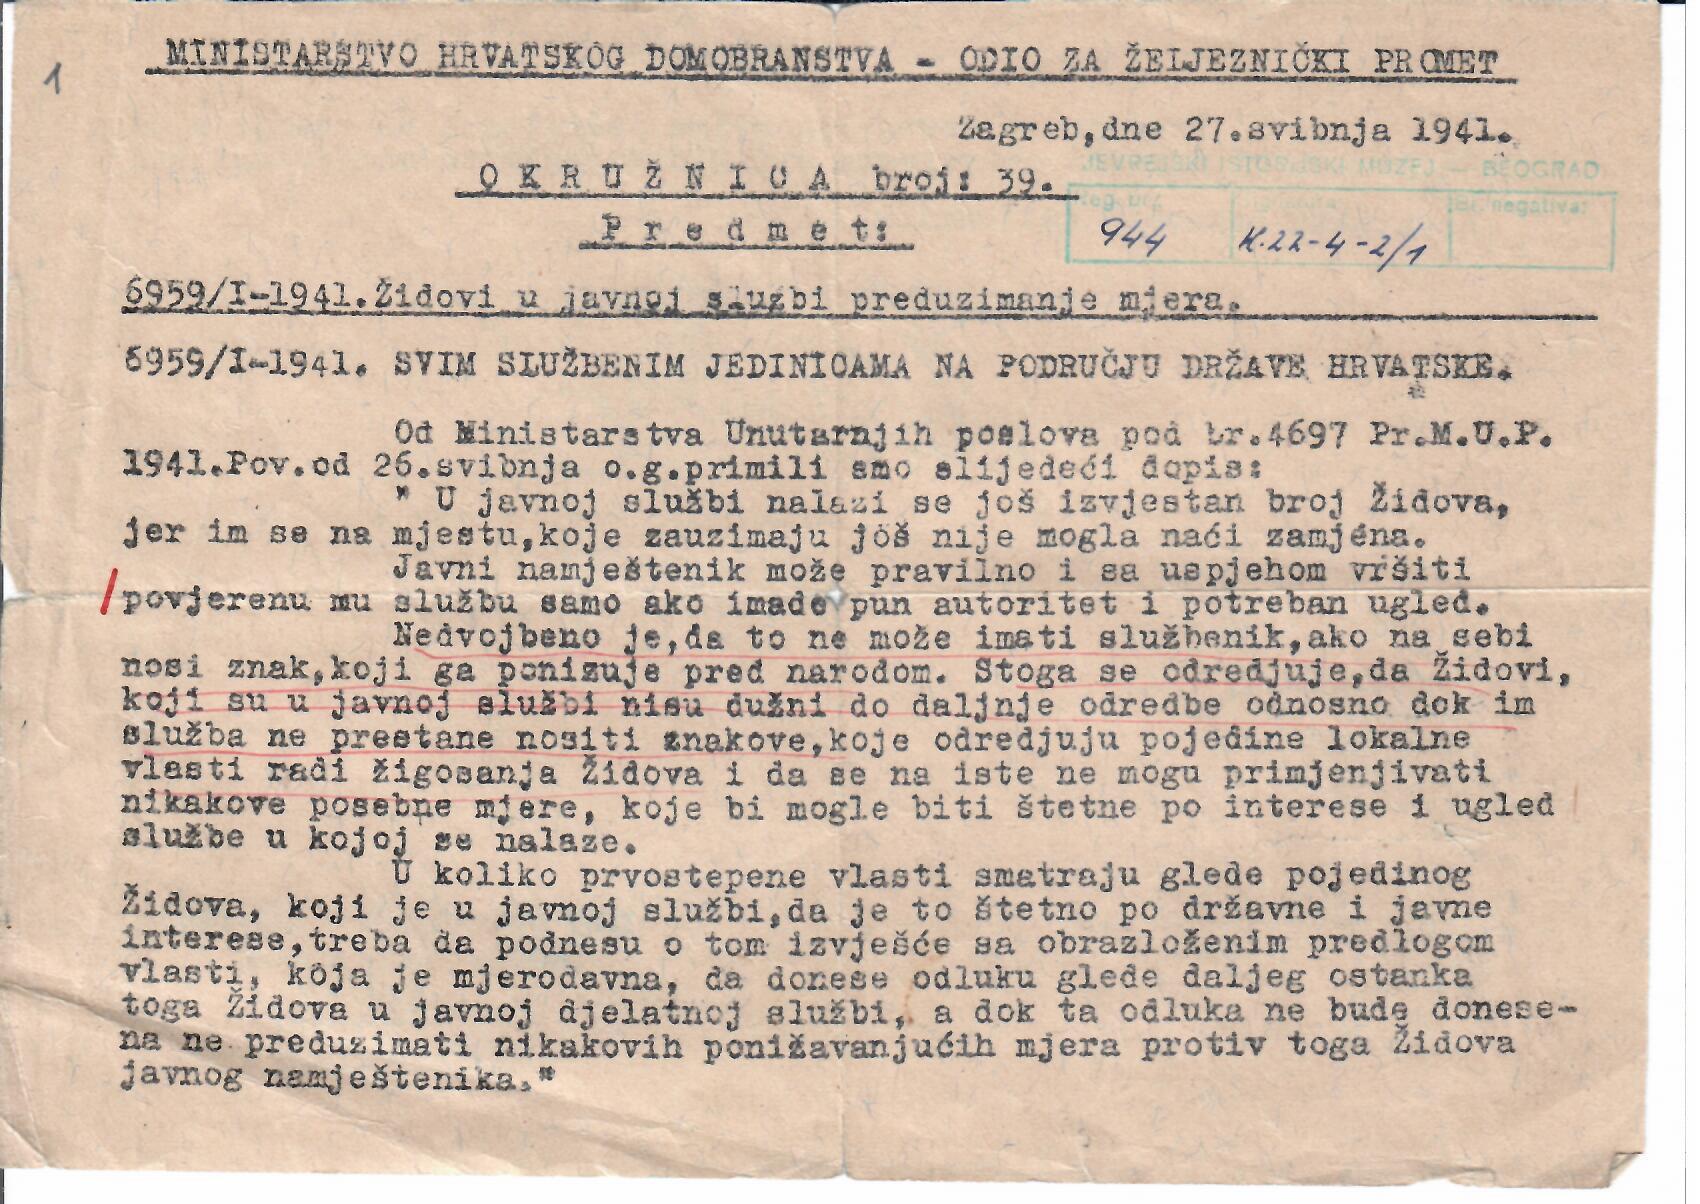 1
MINISTARSTVO HRVATSKOG DOMOBRANSTVA - ODIO ZA ŽELJEZNIČKI PROMET
Zagreb,dne 27.svibnja 1941.
JEVREJSKI ISTORIJSKI MUZEJ — BEOGRAD
OKRUŽNICA broj: 39.
Reg. br. Br. negativa:
944 K.22-4-2/1
Predmet:
6959/I-1941.Židovi u javnoj službi preduzimanje mjera.
6959/I-1941. SVIM SLUŽBENIM JEDINICAMA NA PODRUČJU DRŽAVE HRVATSKE.
Od Ministarstva Unutarnjih poslova pod br.4697 Pr.M.U.P.
1941.Pov.od 26.svibnja o.g.primili smo slijedeći dopis:
" U javnoj službi nalazi se još izvjestan broj Židova,
jer im se na mjestu,koje zauzimaju još nije mogla naći zamjena.
Javni namještenik može pravilno i sa uspjehom vršiti
povjerenu mu službu samo ako imade pun autoritet i potreban ugled.
Nedvojbeno je,da to ne može imati službenik,ako na sebi
nosi znak,koji ga ponizuje pred narodom. Stoga se odredjuje,da Židovi,
koji su u javnoj službi nisu dužni do daljnje odredbe odnosno dok im
služba ne prestane nositi znakove,koje odredjuju pojedine lokalne
vlasti radi žigosanja Židova i da se na iste ne mogu primjenjivati
nikakove posebne mjere, koje bi mogle biti štetne po interese i ugled
službe u kojoj se nalaze.
U koliko prvostepene vlasti smatraju glede pojedinog
Židova, koji je u javnoj službi,da je to štetno po državne i javne
interese,treba da podnesu o tom izvješće sa obrazloženim predlogom
vlasti, koja je mjerodavna, da donese odluku glede daljeg ostanka
toga Židova u javnoj djelatnoj službi, a dok ta odluka ne bude donese-
na ne preduzimati nikakovih ponižavanjućih mjera protiv toga Židova
javnog namještenika."